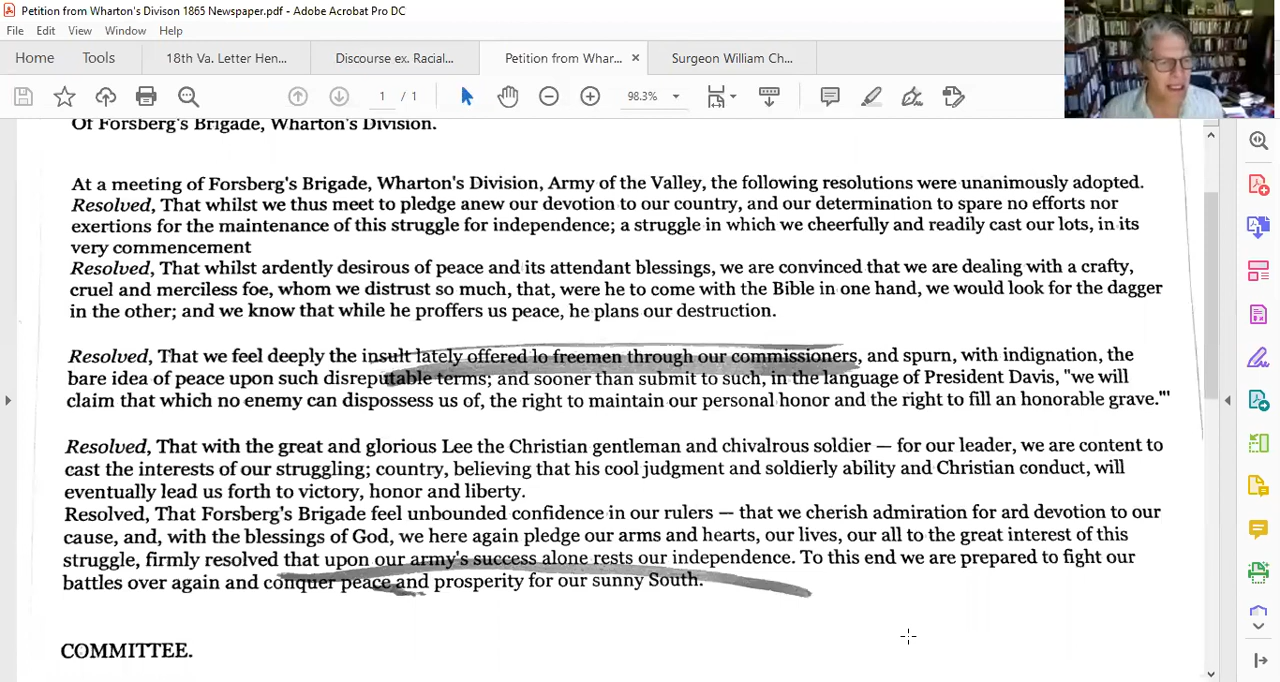 Petition from Wharton's Divison 1865 Newspaper.pdf - Adobe Acrobat Pro DC
File Edit View Window Help
Home Tools 18th Va. Letter Hen... Discourse ex. Racial... Petition from Whar... × Surgeon William Ch...
1 / 1 98.3%
Of Forsberg's Brigade, Wharton's Division.
At a meeting of Forsberg's Brigade, Wharton's Division, Army of the Valley, the following resolutions were unanimously adopted.
Resolved, That whilst we thus meet to pledge anew our devotion to our country, and our determination to spare no efforts nor
exertions for the maintenance of this struggle for independence; a struggle in which we cheerfully and readily cast our lots, in its
very commencement
Resolved, That whilst ardently desirous of peace and its attendant blessings, we are convinced that we are dealing with a crafty,
cruel and merciless foe, whom we distrust so much, that, were he to come with the Bible in one hand, we would look for the dagger
in the other; and we know that while he proffers us peace, he plans our destruction.
Resolved, That we feel deeply the insult lately offered lo freemen through our commissioners, and spurn, with indignation, the
bare idea of peace upon such disreputable terms; and sooner than submit to such, in the language of President Davis, "we will
claim that which no enemy can dispossess us of, the right to maintain our personal honor and the right to fill an honorable grave."'
Resolved, That with the great and glorious Lee the Christian gentleman and chivalrous soldier — for our leader, we are content to
cast the interests of our struggling; country, believing that his cool judgment and soldierly ability and Christian conduct, will
eventually lead us forth to victory, honor and liberty.
Resolved, That Forsberg's Brigade feel unbounded confidence in our rulers — that we cherish admiration for ard devotion to our
cause, and, with the blessings of God, we here again pledge our arms and hearts, our lives, our all to the great interest of this
struggle, firmly resolved that upon our army's success alone rests our independence. To this end we are prepared to fight our
battles over again and conquer peace and prosperity for our sunny South.
COMMITTEE.